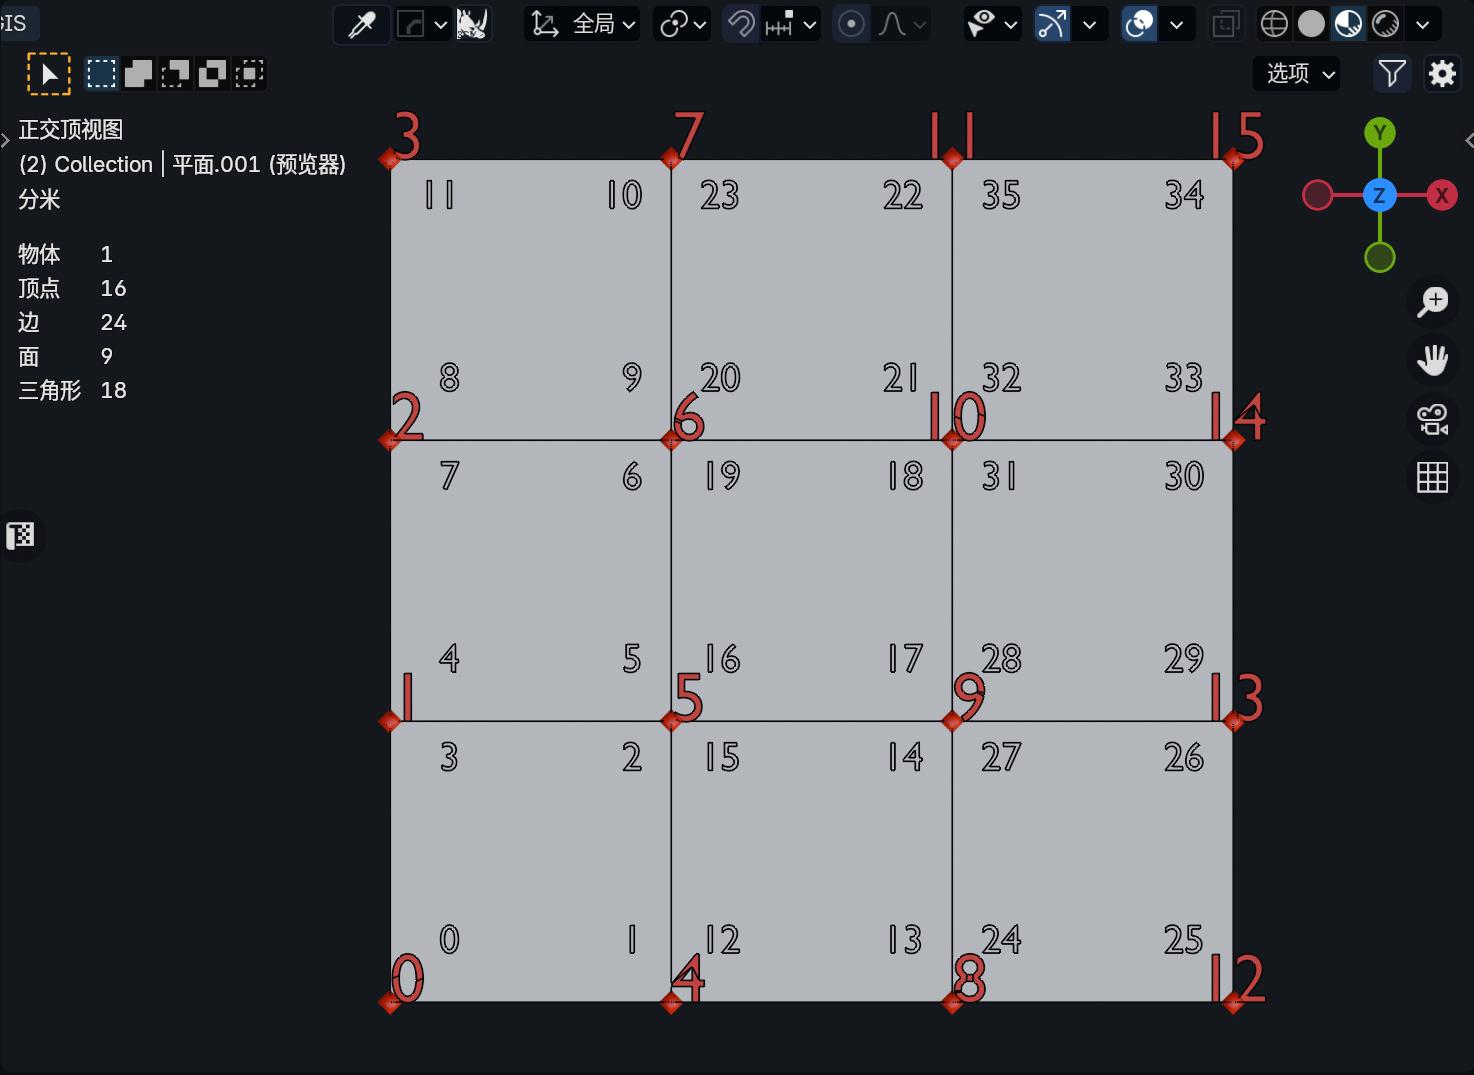 GIS
全局
选项
正交顶视图
(2) Collection | 平面.001 (预览器)
分米
物体 1
顶点 16
边 24
面 9
三角形 18
Y
Z X
3 7 11 15
11 10 23 22 35 34
8 9 20 21 32 33
2 6 10 14
7 6 19 18 31 30
4 5 16 17 28 29
1 5 9 13
3 2 15 14 27 26
0 1 12 13 24 25
0 4 8 12